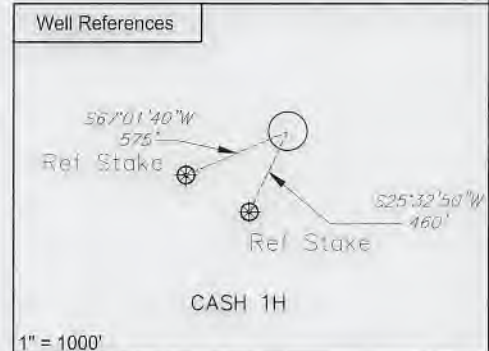 Well References
S67°01'40"W
575'
Ref Stake
S25°32'50"W
460'
Ref Stake
CASH 1H
1" = 1000'